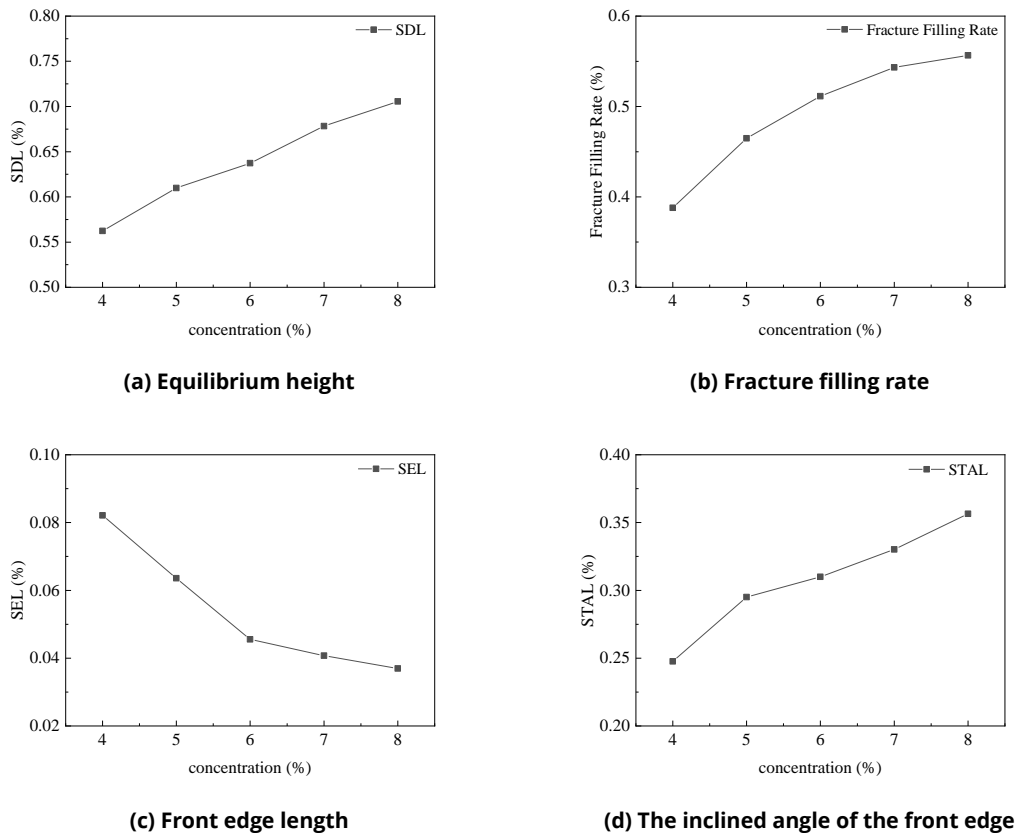 0.80
0.75
0.70
0.65
0.60
0.55
0.50
SDL (%)
SDL
4 5 6 7 8
concentration (%)
(a) Equilibrium height
0.6
0.5
0.4
0.3
Fracture Filling Rate (%)
Fracture Filling Rate
4 5 6 7 8
concentration (%)
(b) Fracture filling rate
0.10
0.08
0.06
0.04
0.02
SEL (%)
SEL
4 5 6 7 8
concentration (%)
(c) Front edge length
0.40
0.35
0.30
0.25
0.20
STAL (%)
STAL
4 5 6 7 8
concentration (%)
(d) The inclined angle of the front edge